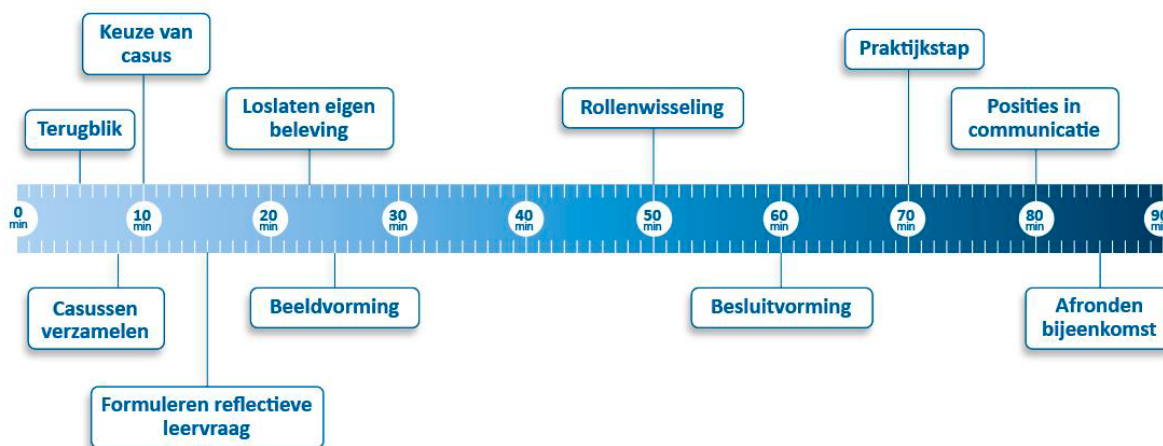 Keuze van
casus
Terugblik
Loslaten eigen
beleving
Rollenwisseling
Praktijkstap
Posities in
communicatie
0
min
10
min
20
min
30
min
40
min
50
min
60
min
70
min
80
min
90
min
Casussen
verzamelen
Formuleren reflectieve
leervraag
Beeldvorming
Besluitvorming
Afronden
bijeenkomst